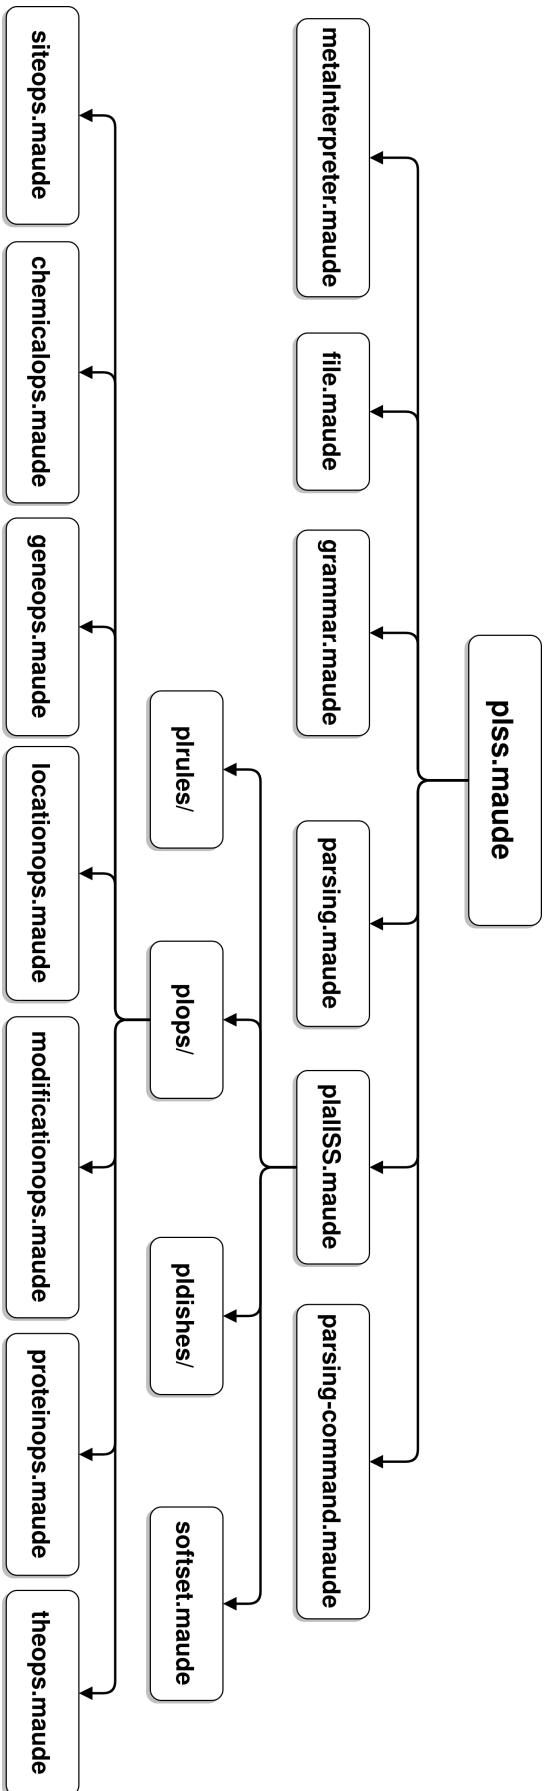 plss.maude
metaInterpreter.maude
file.maude
grammar.maude
parsing.maude
plallSS.maude
parsing-command.maude
plrules/
plops/
pldishes/
softset.maude
siteops.maude
chemicalops.maude
geneops.maude
locationops.maude
modificationops.maude
proteinops.maude
theops.maude